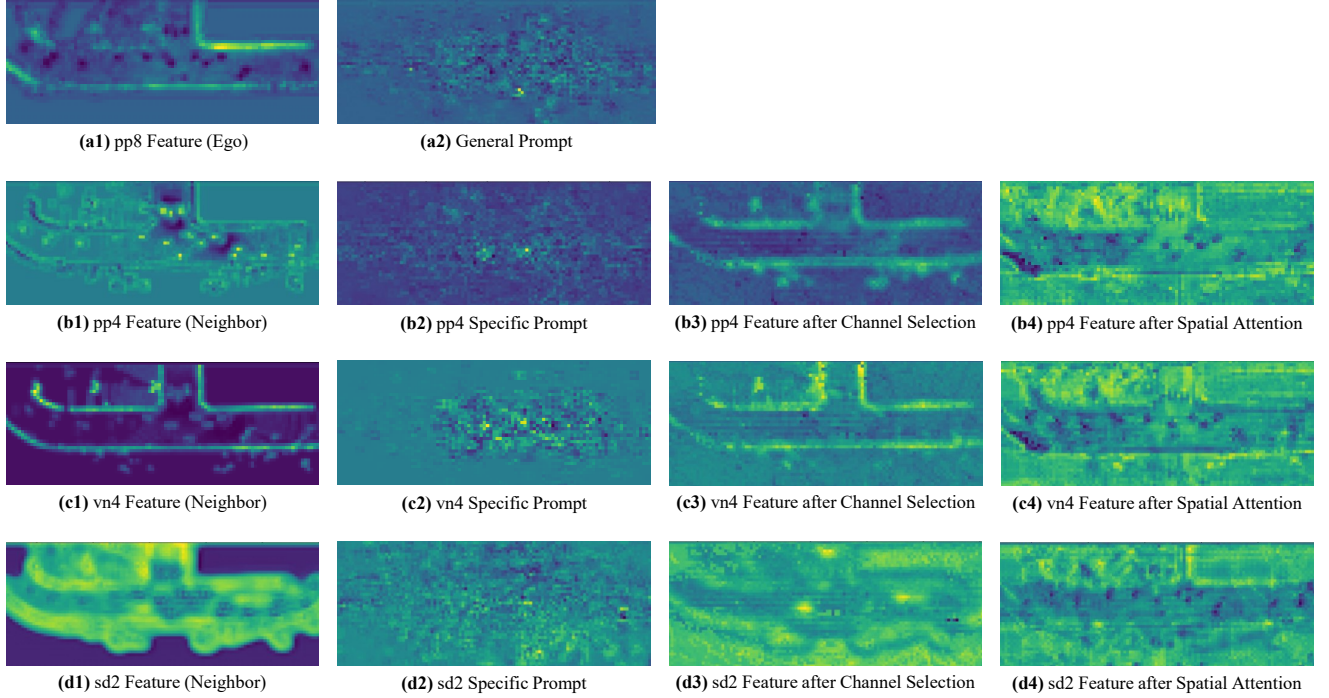 (a1) pp8 Feature (Ego)
(a2) General Prompt
(b1) pp4 Feature (Neighbor)
(b2) pp4 Specific Prompt
(b3) pp4 Feature after Channel Selection
(b4) pp4 Feature after Spatial Attention
(c1) vn4 Feature (Neighbor)
(c2) vn4 Specific Prompt
(c3) vn4 Feature after Channel Selection
(c4) vn4 Feature after Spatial Attention
(d1) sd2 Feature (Neighbor)
(d2) sd2 Specific Prompt
(d3) sd2 Feature after Channel Selection
(d4) sd2 Feature after Spatial Attention